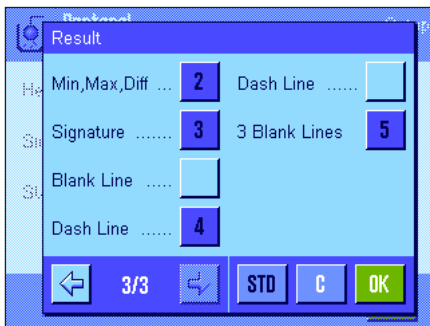 Result
Min,Max,Diff ... 2
Dash Line ......
Signature ....... 3
3 Blank Lines 5
Blank Line .....
Dash Line ...... 4
3/3 STD C OK